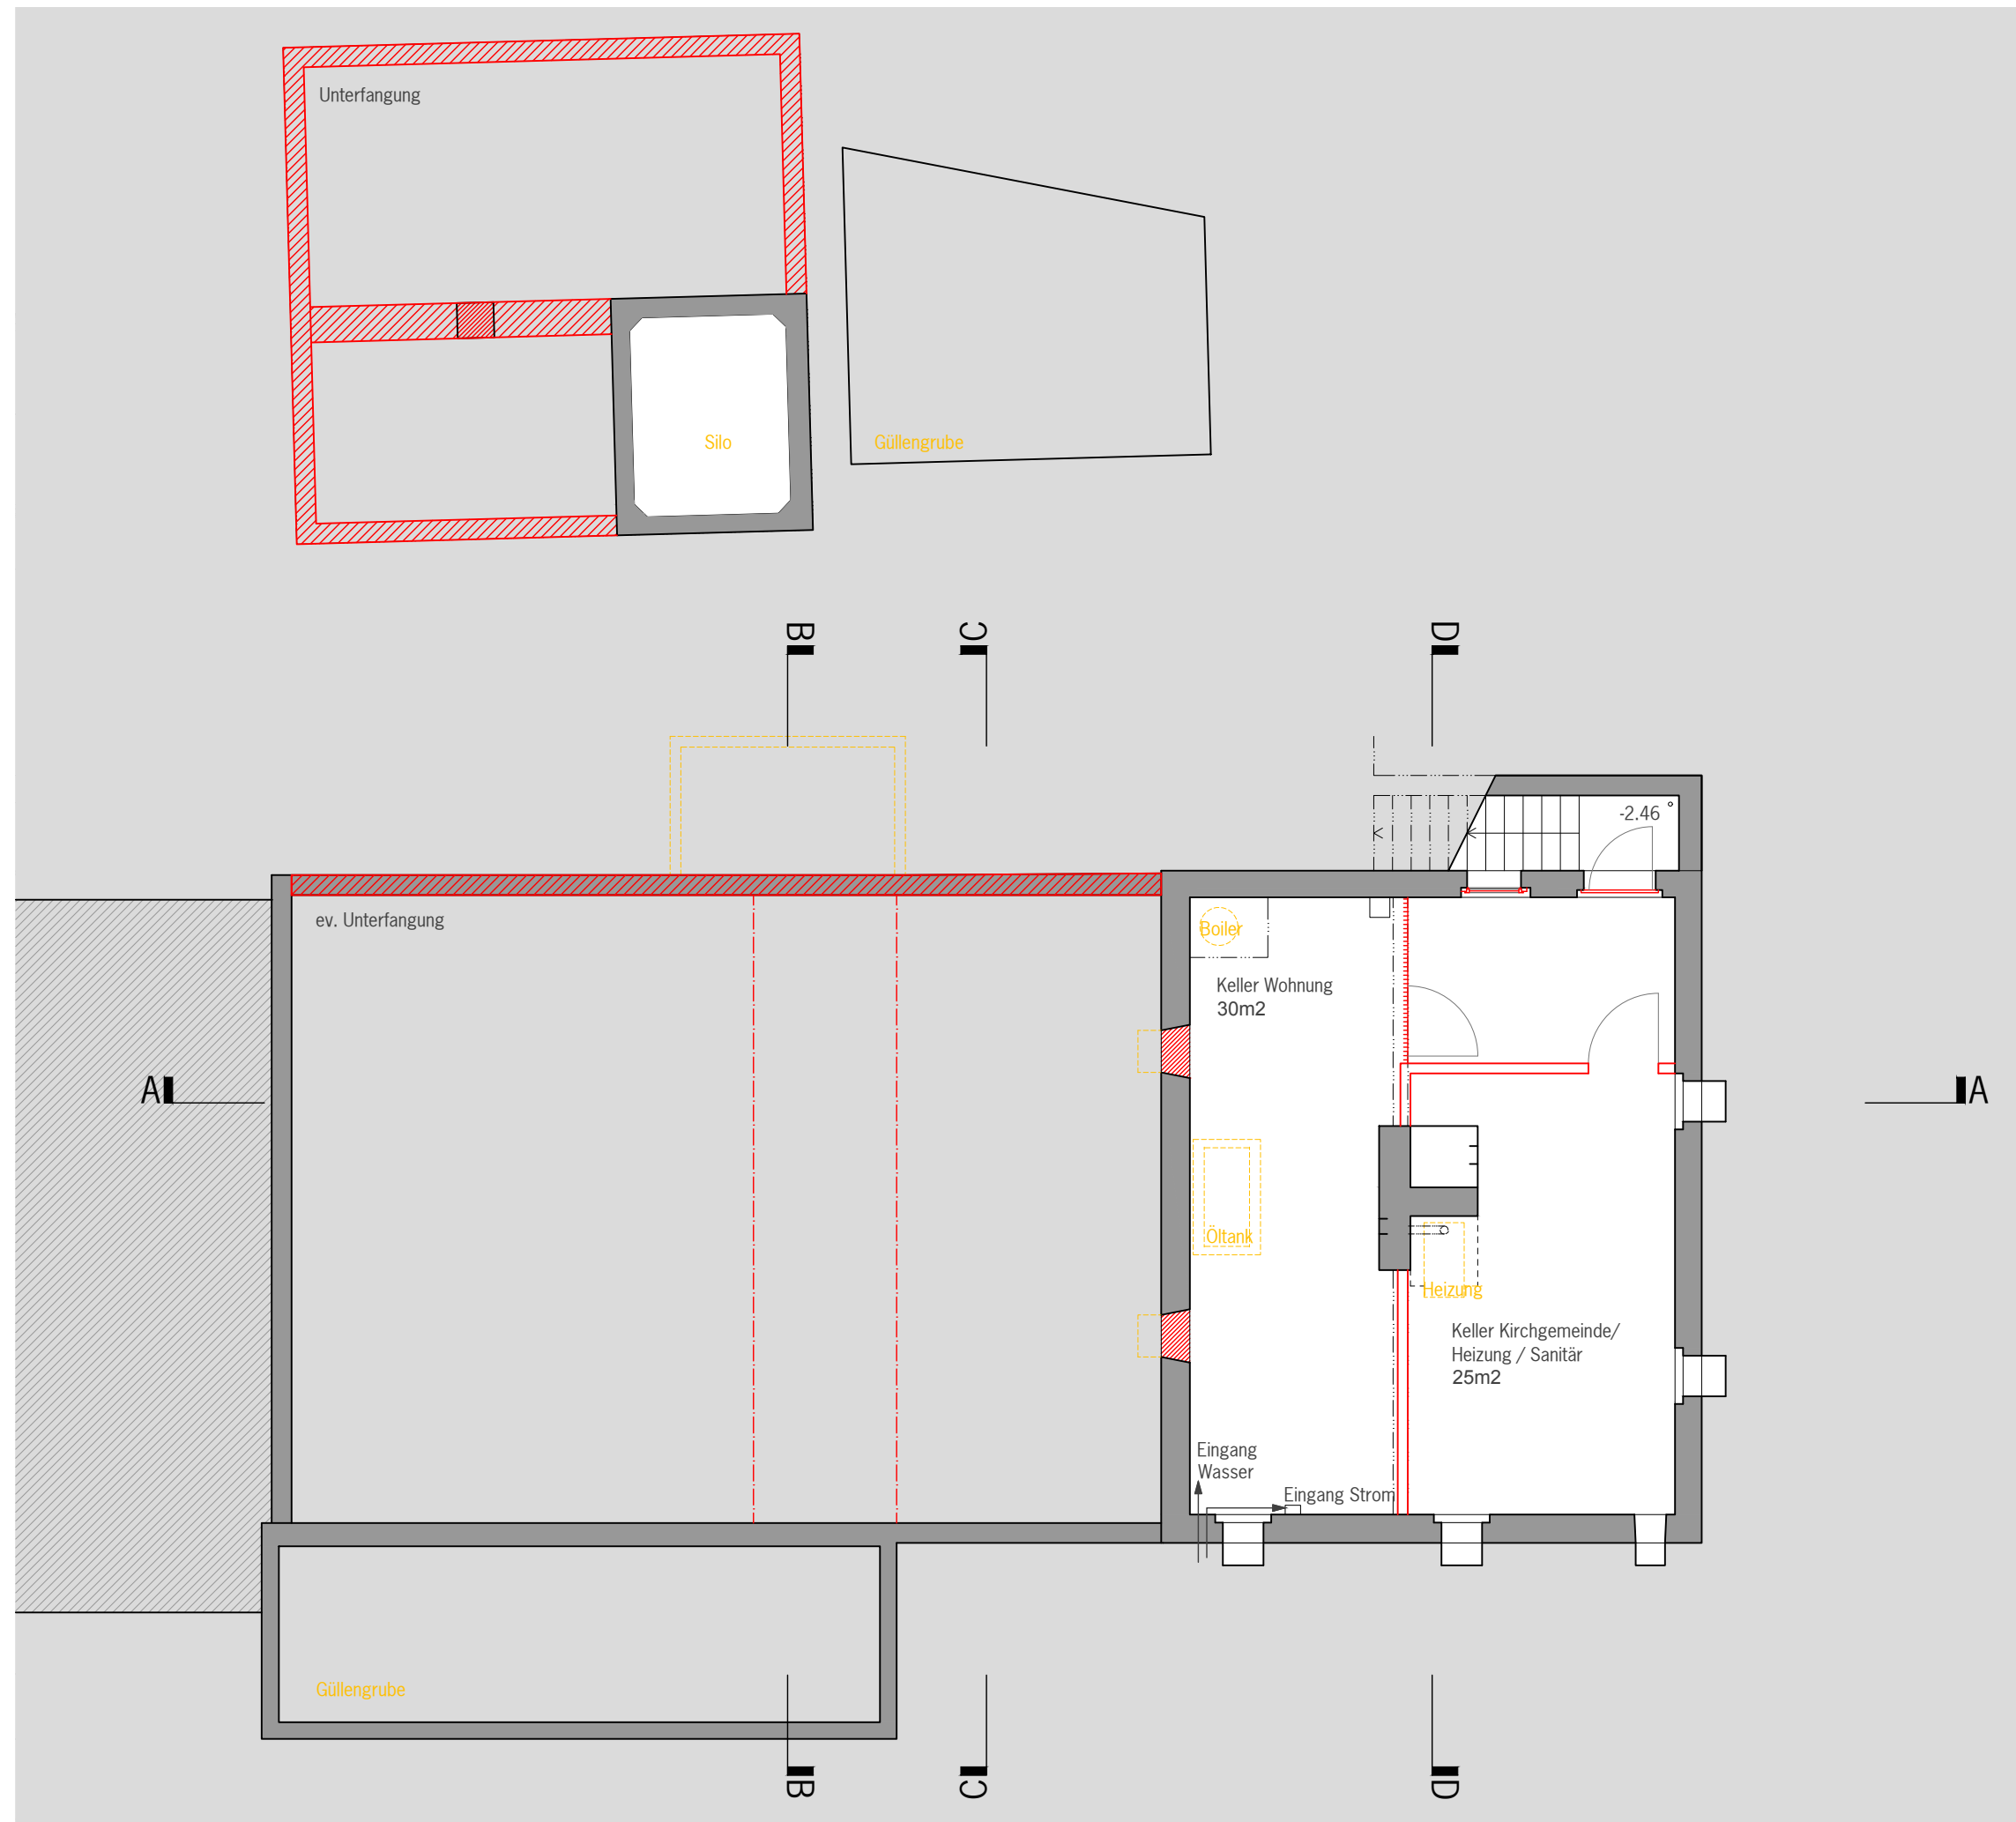 Unterfangung
Silo
Güllengrube
B
C
D
-2.46
ev. Unterfangung
Boiler
Keller Wohnung
30m2
A
A
Öltank
Heizung
Keller Kirchgemeinde/
Heizung / Sanitär
25m2
Eingang
Wasser
Eingang Strom
Güllengrube
B
C
D